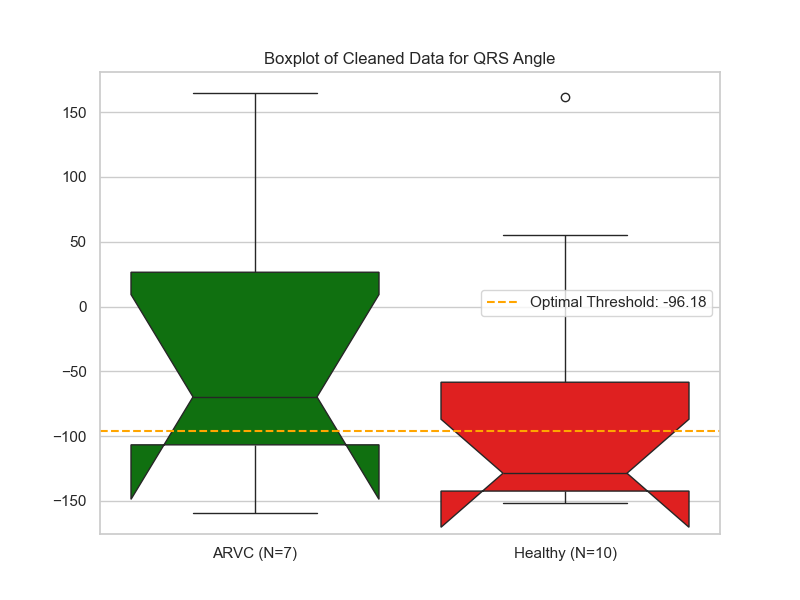 Boxplot of Cleaned Data for QRS Angle
150
100
50
0
−50
−100
−150
Optimal Threshold: -96.18
ARVC (N=7)
Healthy (N=10)